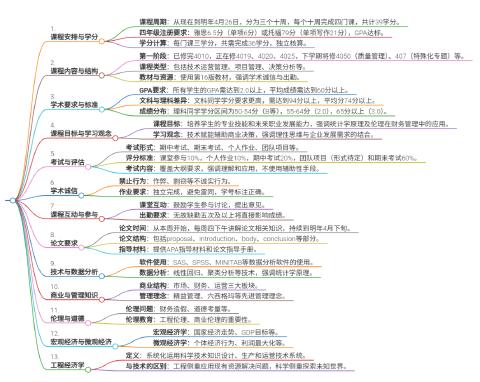 1.
课程安排与学分
课程周期：从现在到明年4月26日，分为三个十周，每个十周完成四门课，共计39学分。
四年级注册要求：雅思6.5分（单项6分）或托福79分（单项写作21分），GPA达标。
学分计算：每门课三学分，共需完成36学分，独立核算。
2.
课程内容与结构
第一阶段：已修完4010，正在修4019、4020、4025，下学期将修4050（质量管理）、407（特殊化专题）等。
课程类型：包括技术运营管理、项目管理、决策分析等。
教材与资源：使用第16版教材，强调学术诚信与出勤。
3.
学术要求与标准
GPA要求：所有学生的GPA需达到2.0以上，平均成绩需达到60分以上。
文科与理科差异：文科同学学分要求更高，需达到94分以上，平均分74分以上。
成绩分布：理科同学学分区间为50-54分（B等），55-64分（2.0），65分以上（3.0）。
4.
课程目标与学习观念
课程目标：培养学生的专业技能和未来职业发展能力，强调统计学原理及伦理在财务管理中的应用。
学习观念：技术赋能辅助商业决策，强调理性思维与企业发展需求的结合。
5.
考试与评估
考试形式：期中考试、期末考试、个人作业、团队项目等。
评分标准：课堂参与10%，个人作业10%，期中考试20%，团队项目（形式待定）和期末考试60%。
考试内容：覆盖大纲要求，强调理解和应用，不使用辅助性手段。
6.
学术诚信
禁止行为：作弊、剽窃等不诚实行为。
作业要求：独立完成，避免雷同，学号标注正确。
7.
课程互动与参与
课堂互动：鼓励学生参与讨论，提出意见。
出勤要求：无故缺勤五次及以上将直接影响成绩。
8.
论文要求
论文时间：从本周开始，每周四下午讲解论文相关知识，持续到明年4月下旬。
论文结构：包括proposal、introduction、body、conclusion等部分。
指导材料：提供APA指导材料和论文指导手册。
9.
技术与数据分析
软件使用：SAS、SPSS、MINITAB等数据分析软件的使用。
数据分析：线性回归、聚类分析等技术，强调统计学原理。
10.
商业与管理知识
商业结构：市场、财务、运营三大板块。
管理理念：精益管理、六西格玛等先进管理理念。
11.
伦理与道德
伦理问题：财务造假、道德考量等。
伦理教育：工程伦理、商业伦理的重要性。
12.
宏观经济与微观经济
宏观经济学：国家经济走势、GDP目标等。
微观经济学：个体经济行为、利润最大化等。
13.
工程经济学
定义：系统化运用科学技术知识设计、生产和运营技术系统。
与技术的区别：工程侧重应用现有资源解决问题，科学侧重探索未知世界。